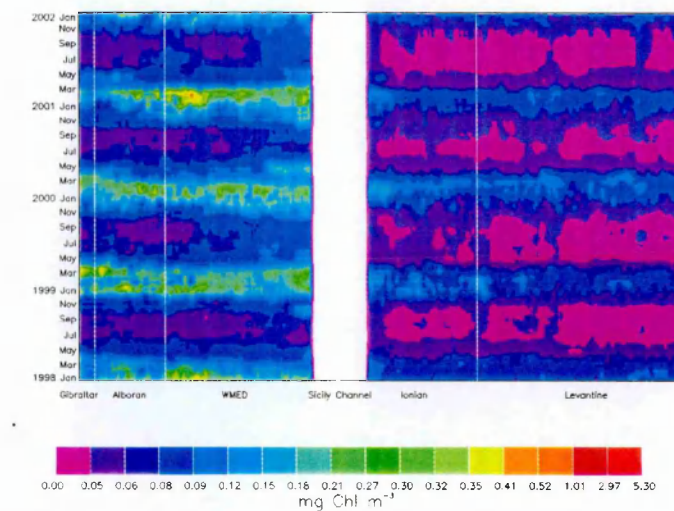 2002 Jan
Nov
Sep
Jul
May
Mar
2001 Jan
Nov
Sep
Jul
May
Mar
2000 Jan
Nov
Sep
Jul
May
Mar
1999 Jan
Nov
Sep
Jul
May
Mar
1998 Jan
Gibraltar Alboran WMED Sicily Channel Ionian Levantine
0.00 0.05 0.06 0.08 0.09 0.12 0.15 0.18 0.21 0.27 0.30 0.32 0.35 0.41 0.52 1.01 2.97 5.30
mg Chl m⁻³